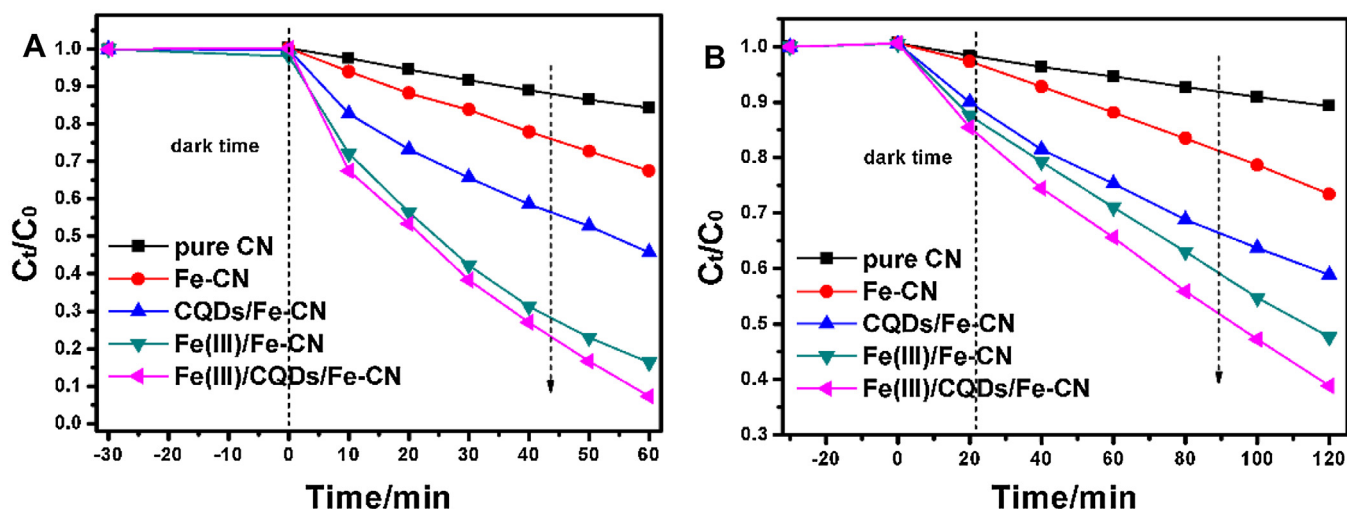 A
Ct/C0
1.0
0.9
0.8
0.7
0.6
0.5
0.4
0.3
0.2
0.1
0.0
dark time
pure CN
Fe-CN
CQDs/Fe-CN
Fe(III)/Fe-CN
Fe(III)/CQDs/Fe-CN
-30 -20 -10 0 10 20 30 40 50 60
Time/min
B
Ct/C0
1.0
0.9
0.8
0.7
0.6
0.5
0.4
0.3
dark time
pure CN
Fe-CN
CQDs/Fe-CN
Fe(III)/Fe-CN
Fe(III)/CQDs/Fe-CN
-20 0 20 40 60 80 100 120
Time/min